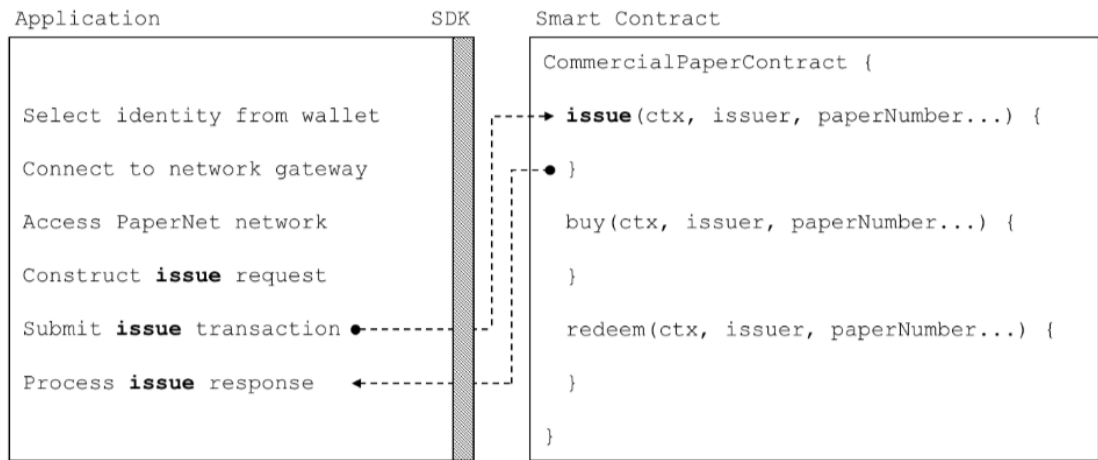 Application SDK
Select identity from wallet
Connect to network gateway
Access PaperNet network
Construct issue request
Submit issue transaction
Process issue response
Smart Contract
CommercialPaperContract {
issue(ctx, issuer, paperNumber...) {
}
buy(ctx, issuer, paperNumber...) {
}
redeem(ctx, issuer, paperNumber...) {
}
}